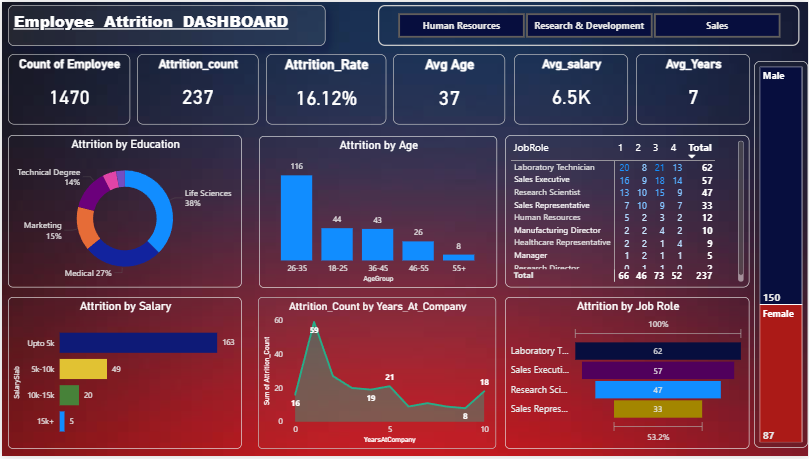 Employee_Attrition_DASHBOARD
Human Resources
Research & Development
Sales
Count of Employee
1470
Attrition_count
237
Attrition_Rate
16.12%
Avg Age
37
Avg_salary
6.5K
Avg_Years
7
Attrition by Education
Technical Degree
14%
Life Sciences
38%
Marketing
15%
Medical 27%
Attrition by Age
116
44
43
26
8
26-35 18-25 36-45 46-55 55+
AgeGroup
JobRole 1 2 3 4 Total
Laboratory Technician 20 8 21 13 62
Sales Executive 16 9 18 14 57
Research Scientist 13 10 15 9 47
Sales Representative 7 10 9 7 33
Human Resources 5 2 3 2 12
Manufacturing Director 2 2 4 2 10
Healthcare Representative 2 2 1 4 9
Manager 1 2 1 1 5
Research Director 0 1 1 0 2
Total 66 46 73 52 237
Male
150
Female
87
Attrition by Salary
SalarySlab
Upto 5k 163
5k-10k 49
10k-15k 20
15k+ 5
Attrition_Count by Years_At_Company
Sum of Attrition_Count
60
40
20
0
59
16
19
21
8
18
0 5 10
YearsAtCompany
Attrition by Job Role
100%
Laboratory T... 62
Sales Executi... 57
Research Sci... 47
Sales Repres... 33
53.2%